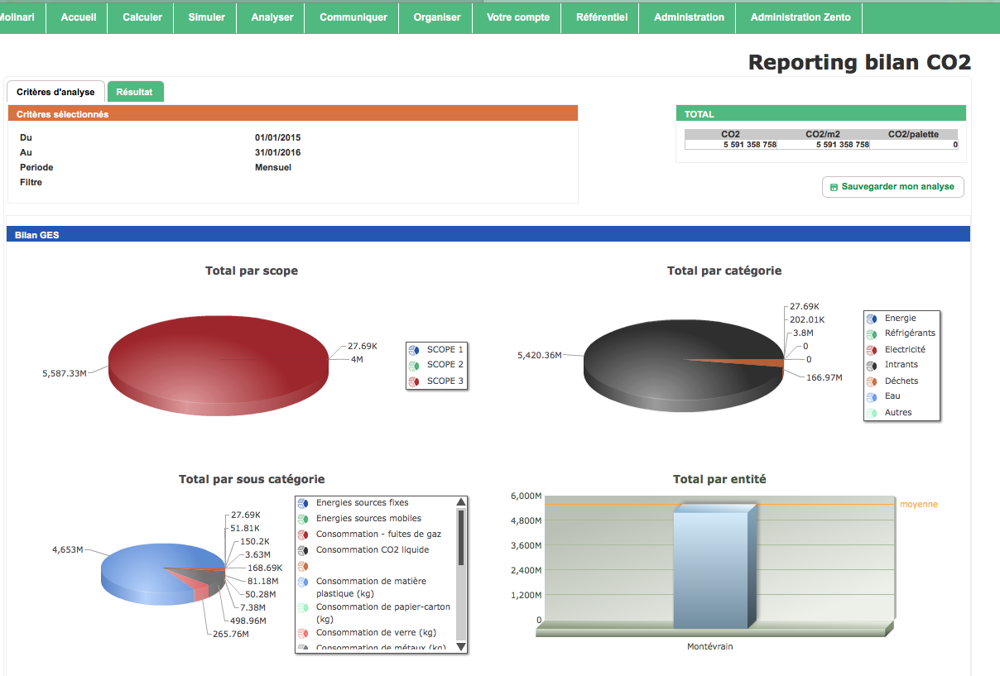 Molinari Accueil Calculer Simuler Analyser Communiquer Organiser Votre compte Référentiel Administration Administration Zento
Reporting bilan CO2
Critères d'analyse Résultat
Critères sélectionnés
Du 01/01/2015
Au 31/01/2016
Periode Mensuel
Filtre
TOTAL
CO2 CO2/m2 CO2/palette
5 591 358 758 5 591 358 758 0
Sauvegarder mon analyse
Bilan GES
Total par scope
27.69K
4M
5,587.33M
SCOPE 1
SCOPE 2
SCOPE 3
Total par catégorie
27.69K
202.01K
3.8M
0
0
166.97M
5,420.36M
Energie
Réfrigérants
Electricité
Intrants
Déchets
Eau
Autres
Total par sous catégorie
27.69K
51.81K
150.2K
3.63M
168.69K
81.18M
50.28M
7.38M
498.96M
265.76M
4,653M
Energies sources fixes
Energies sources mobiles
Consommation - fuites de gaz
Consommation CO2 liquide
Consommation de matière
plastique (kg)
Consommation de papier-carton
(kg)
Consommation de verre (kg)
Consommation de métaux (kg)
Total par entité
6,000M
4,800M
3,600M
2,400M
1,200M
0
moyenne
Montévrain